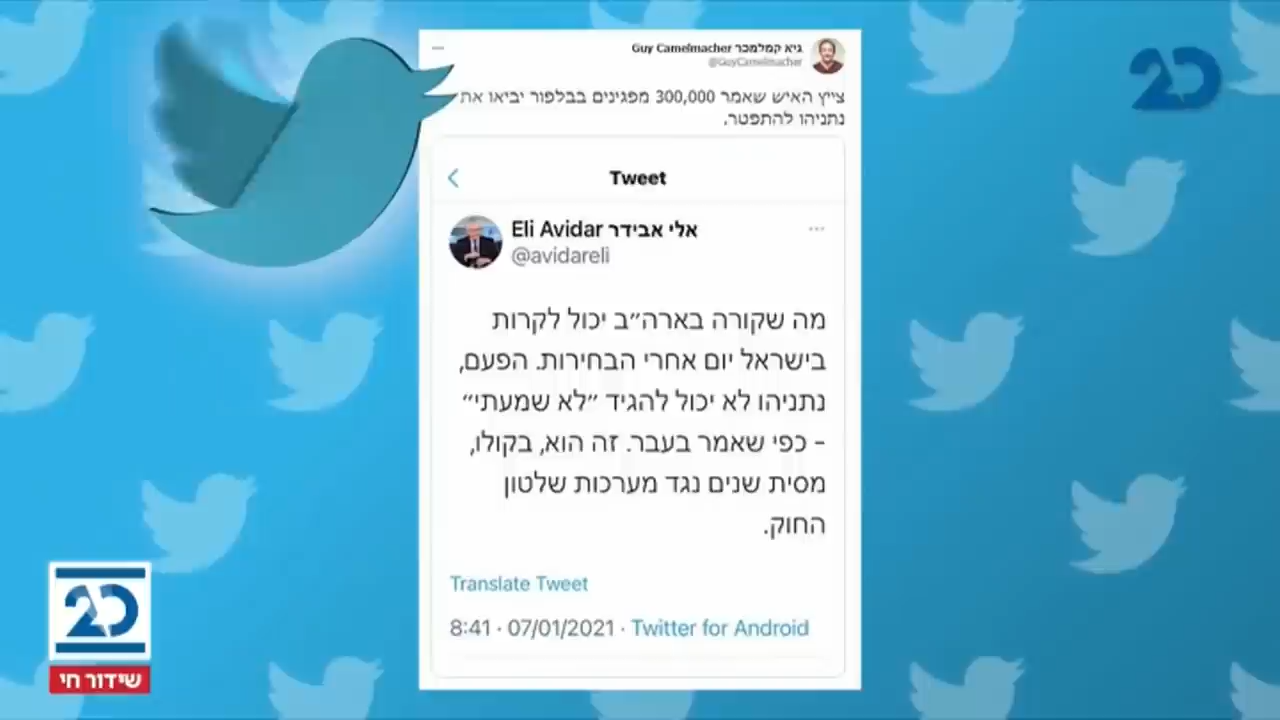 גיא קמלמכר Guy Camelmacher
@GuyCamelmacher
צייץ האיש שאמר 300,000 מפגינים בבלפור יביאו את
נתניהו להתפטר.
Tweet
Eli Avidar אלי אבידר
@avidareli
מה שקורה בארה״ב יכול לקרות
בישראל יום אחרי הבחירות. הפעם,
נתניהו לא יכול להגיד ״לא שמעתי״
- כפי שאמר בעבר. זה הוא, בקולו,
מסית שנים נגד מערכות שלטון
החוק.
Translate Tweet
8:41 · 07/01/2021 · Twitter for Android
20
20
שידור חי